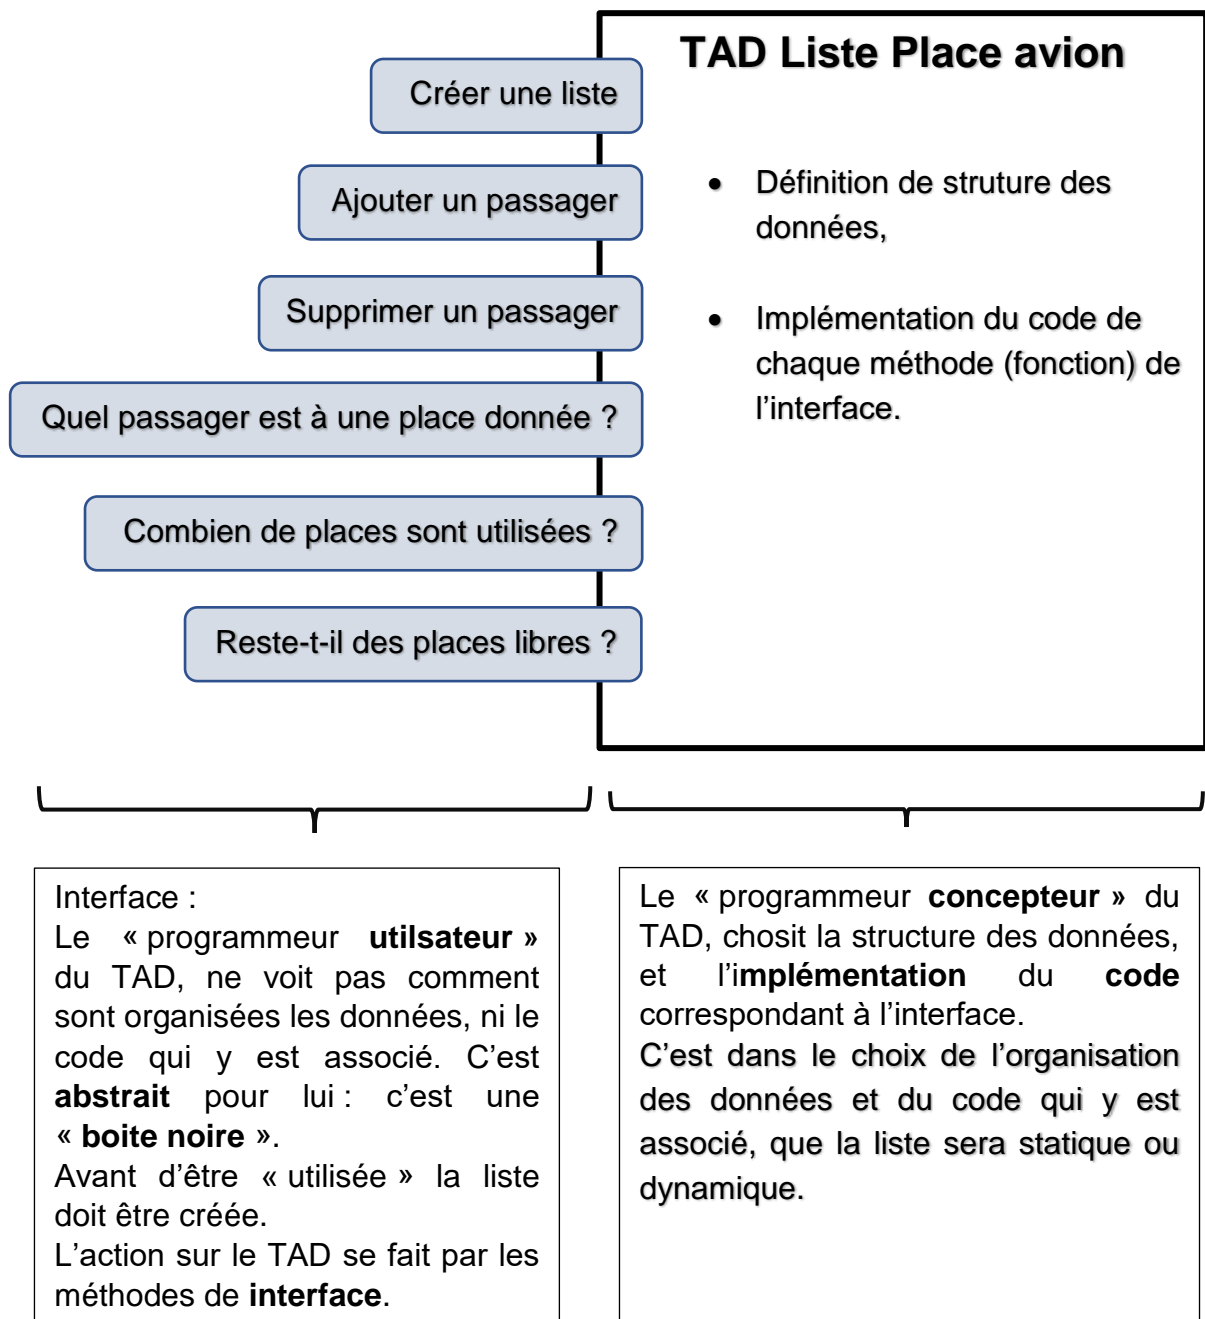 TAD Liste Place avion
Créer une liste
Ajouter un passager
Supprimer un passager
Quel passager est à une place donnée ?
Combien de places sont utilisées ?
Reste-t-il des places libres ?
• Définition de struture des
données,
• Implémentation du code de
chaque méthode (fonction) de
l’interface.
Interface :
Le « programmeur utilsateur »
du TAD, ne voit pas comment
sont organisées les données, ni le
code qui y est associé. C’est
abstrait pour lui : c’est une
« boite noire ».
Avant d’être « utilisée » la liste
doit être créée.
L’action sur le TAD se fait par les
méthodes de interface.
Le « programmeur concepteur » du
TAD, chosit la structure des données,
et l’implémentation du code
correspondant à l’interface.
C’est dans le choix de l’organisation
des données et du code qui y est
associé, que la liste sera statique ou
dynamique.